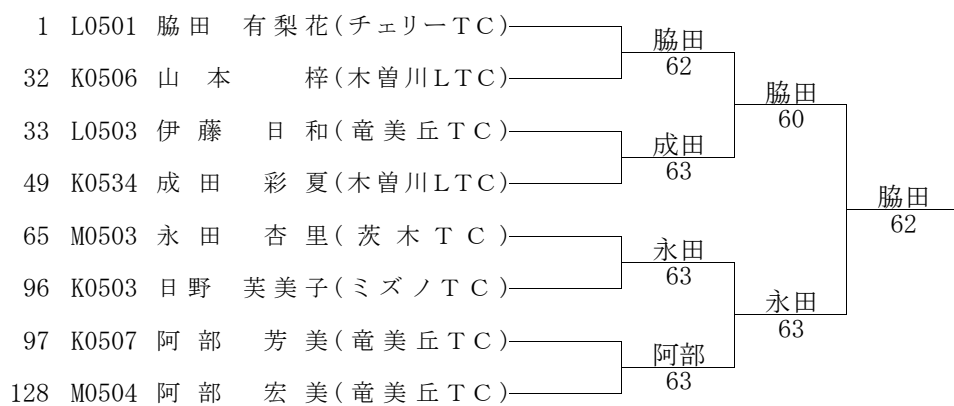 1 L0501 脇田 有梨花(チェリーTC)
脇田
62
32 K0506 山本 梓(木曽川LTC)
脇田
60
33 L0503 伊藤 日和(竜美丘TC)
成田
63
49 K0534 成田 彩夏(木曽川LTC)
脇田
62
65 M0503 永田 杏里(茨木TC)
永田
63
96 K0503 日野 芙美子(ミズノTC)
永田
63
97 K0507 阿部 芳美(竜美丘TC)
阿部
63
128 M0504 阿部 宏美(竜美丘TC)